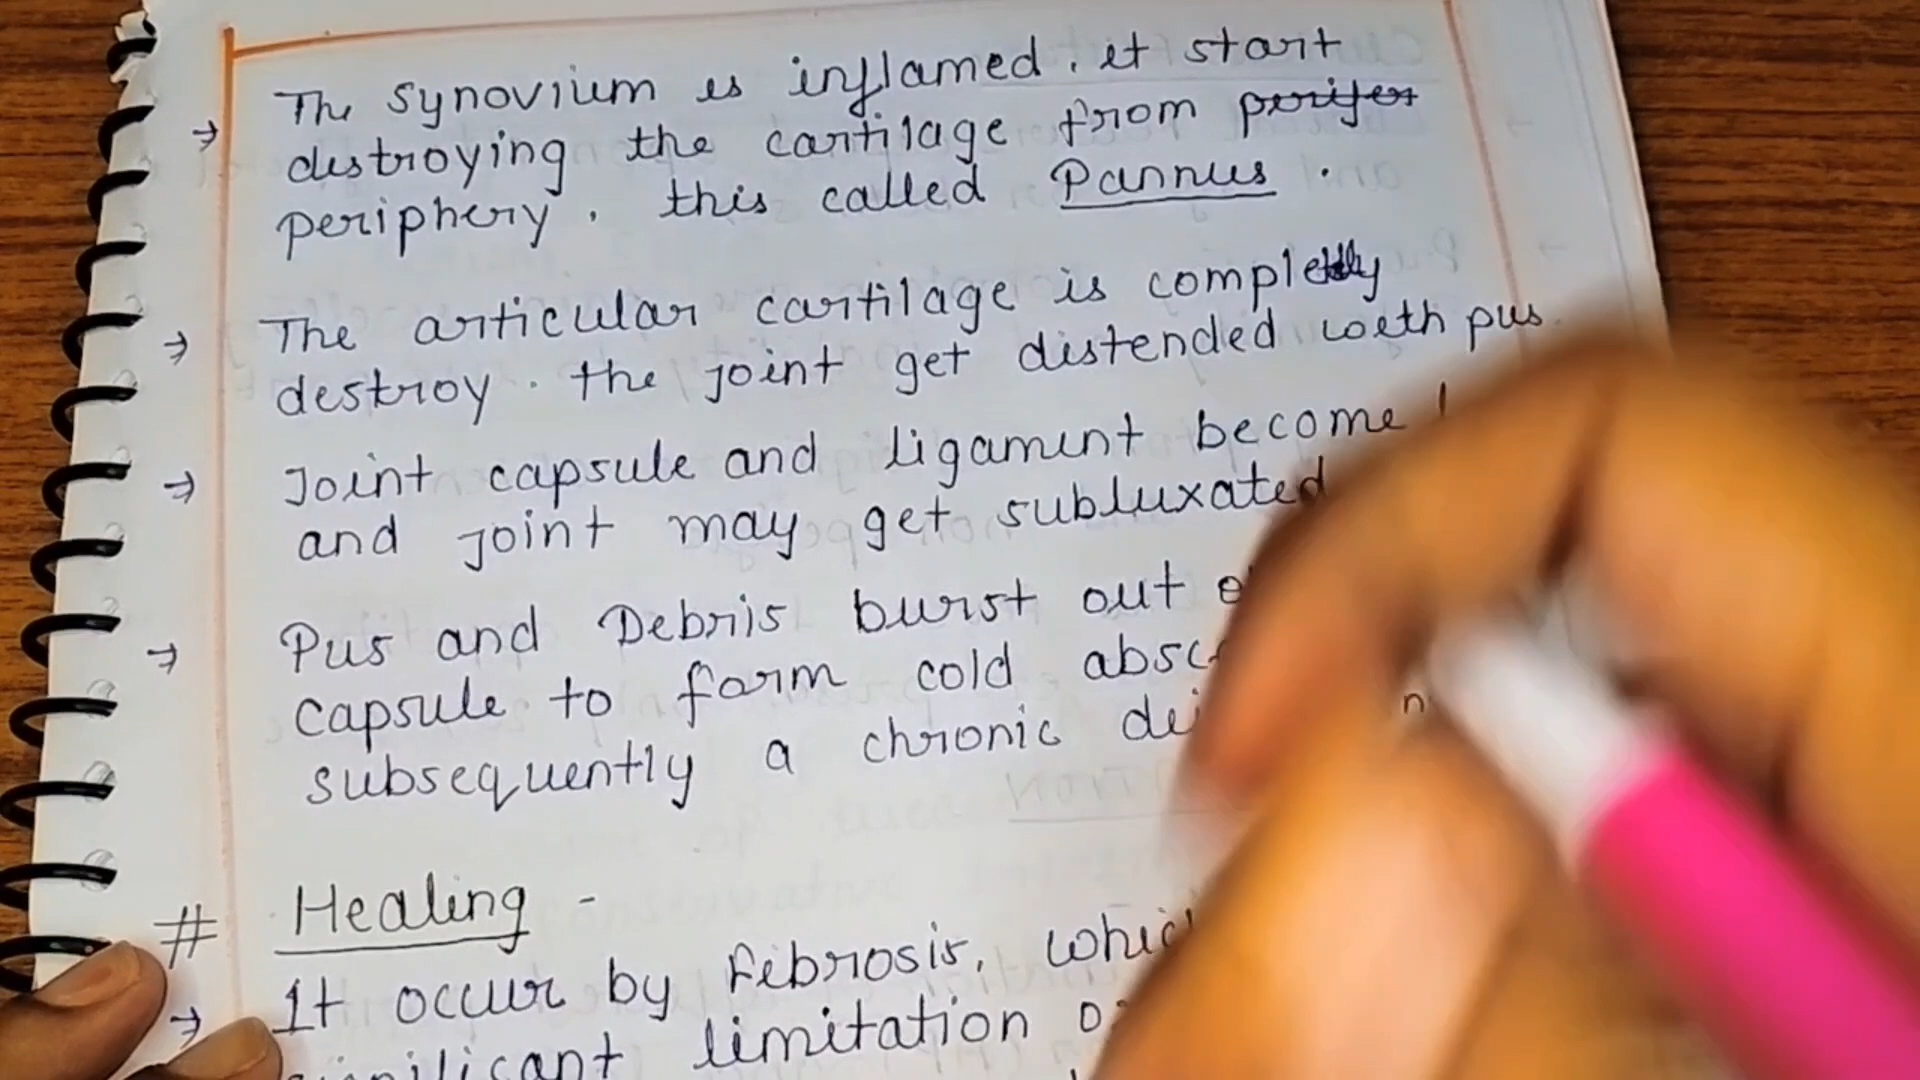 → The synovium is inflamed. it start
destroying the cartilage from perifer
periphery. this called Pannus.
→ The articular cartilage is completly
destroy. the joint get distended with pus
→ Joint capsule and ligament become
and joint may get subluxated
→ Pus and Debris burst out
capsule to form cold
subsequently a chronic
# Healing -
→ It occur by Fibrosis,
significant limitation